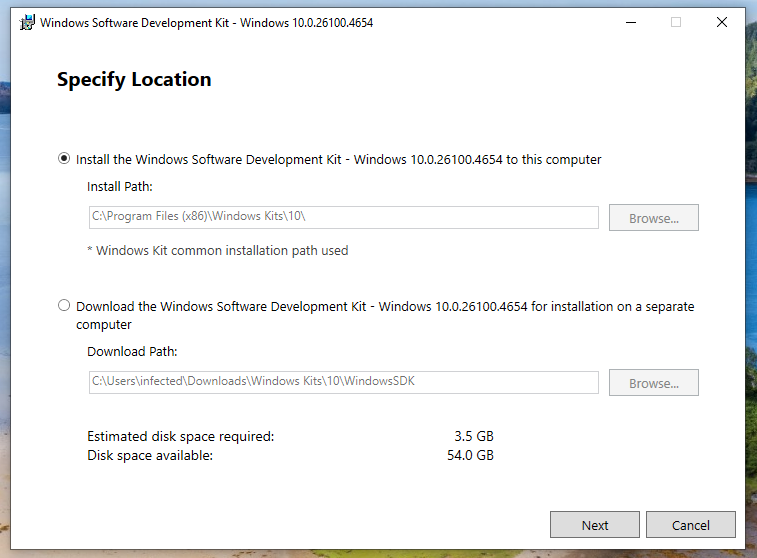 Windows Software Development Kit - Windows 10.0.26100.4654
Specify Location
Install the Windows Software Development Kit - Windows 10.0.26100.4654 to this computer
Install Path:
C:\Program Files (x86)\Windows Kits\10\
Browse...
* Windows Kit common installation path used
Download the Windows Software Development Kit - Windows 10.0.26100.4654 for installation on a separate
computer
Download Path:
C:\Users\infected\Downloads\Windows Kits\10\WindowsSDK
Browse...
Estimated disk space required: 3.5 GB
Disk space available: 54.0 GB
Next Cancel